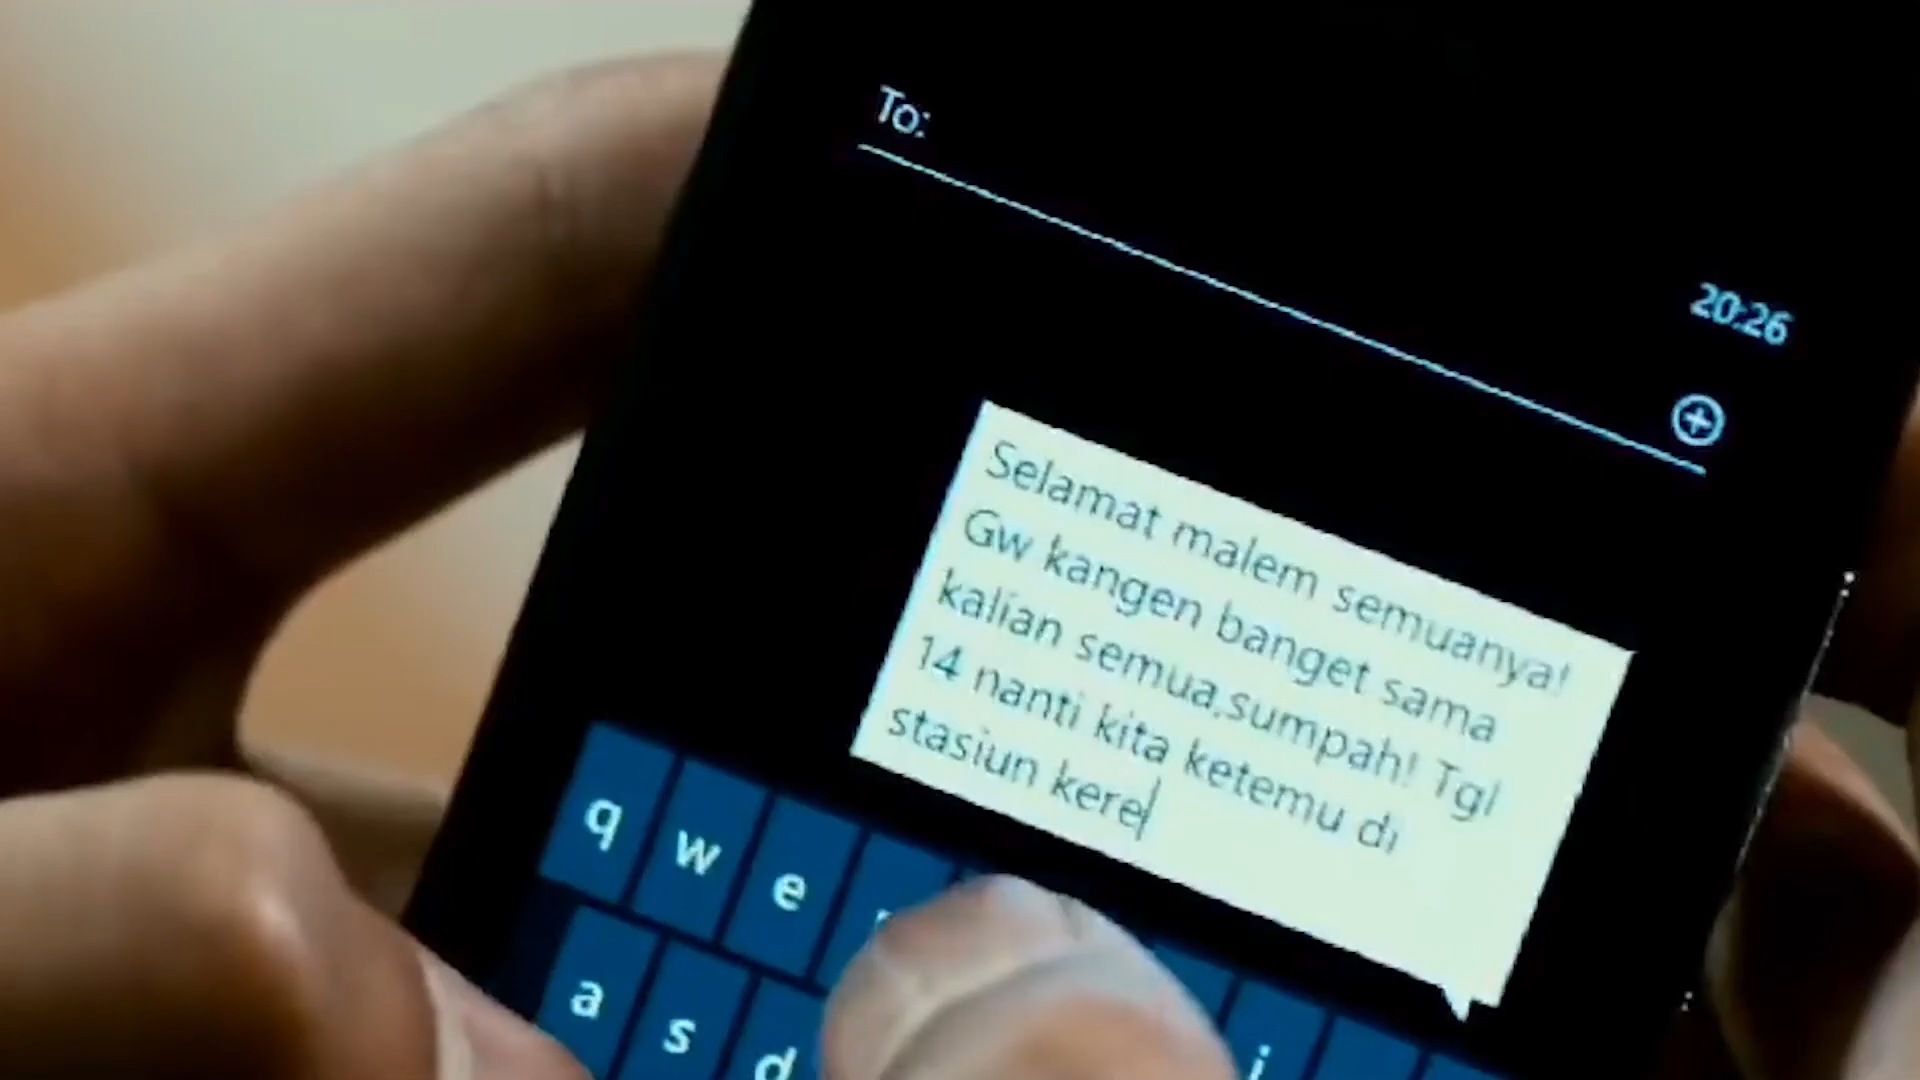 To:
20:26
Selamat malem semuanya!
Gw kangen banget sama
kalian semua,sumpah! Tgl
14 nanti kita ketemu di
stasiun kere
q w e
a s d j